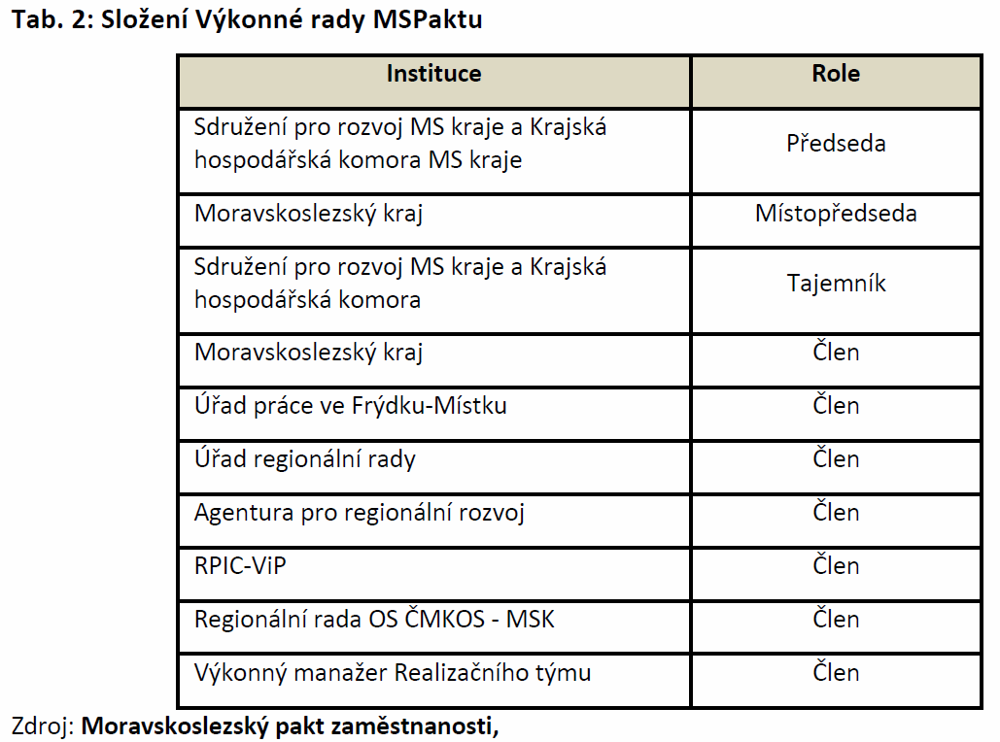 Tab. 2: Složení Výkonné rady MSPaktu
Instituce Role
Sdružení pro rozvoj MS kraje a Krajská
hospodářská komora MS kraje
Předseda
Moravskoslezský kraj Místopředseda
Sdružení pro rozvoj MS kraje a Krajská
hospodářská komora
Tajemník
Moravskoslezský kraj Člen
Úřad práce ve Frýdku-Místku Člen
Úřad regionální rady Člen
Agentura pro regionální rozvoj Člen
RPIC-ViP Člen
Regionální rada OS ČMKOS - MSK Člen
Výkonný manažer Realizačního týmu Člen
Zdroj: Moravskoslezský pakt zaměstnanosti,